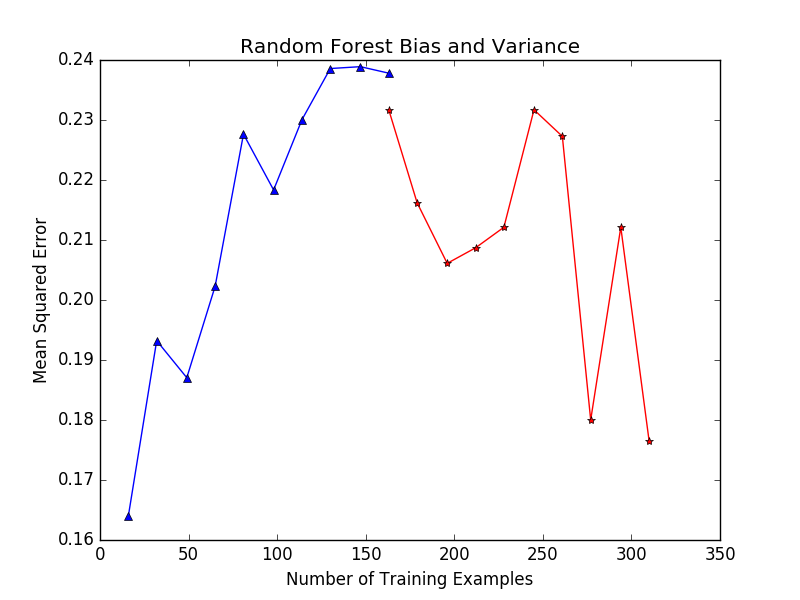 Random Forest Bias and Variance
0.24
0.23
0.22
0.21
0.20
0.19
0.18
0.17
0.16
Mean Squared Error
0 50 100 150 200 250 300 350
Number of Training Examples